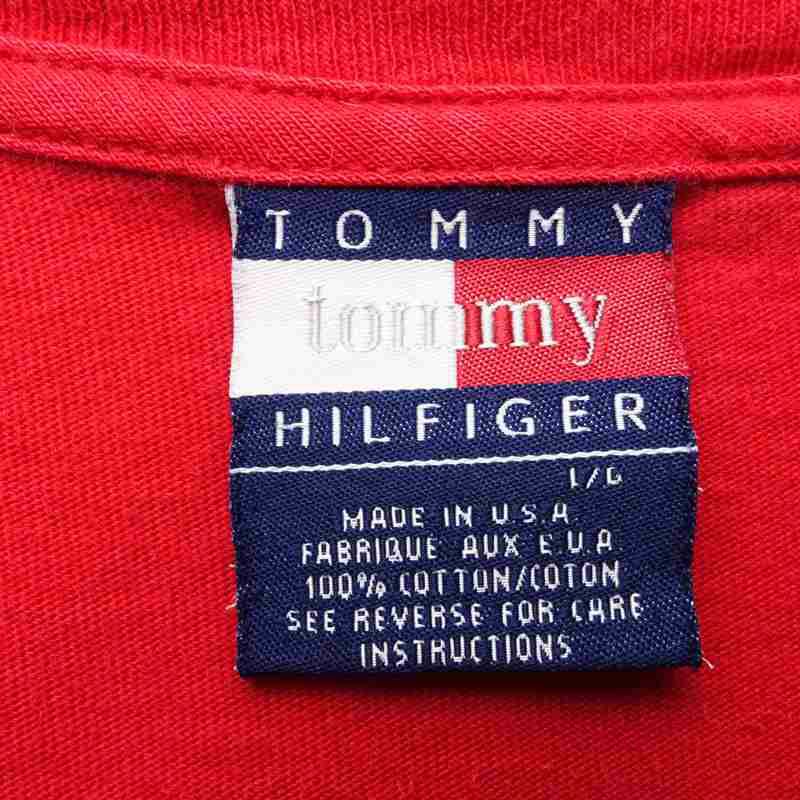 TOMMY
tommy
HILFIGER
L/G
MADE IN U.S.A.
FABRIQUE AUX E.U.A.
100% COTTON/COTON
SEE REVERSE FOR CARE
INSTRUCTIONS